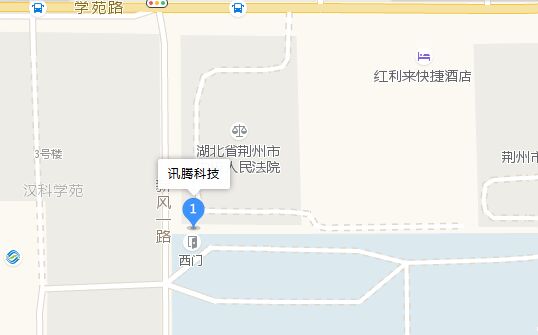 学苑路
红利来快捷酒店
湖北省荆州市
人民法院
荆州市
3号楼
汉科学苑
讯腾科技
新风一路
1
西门